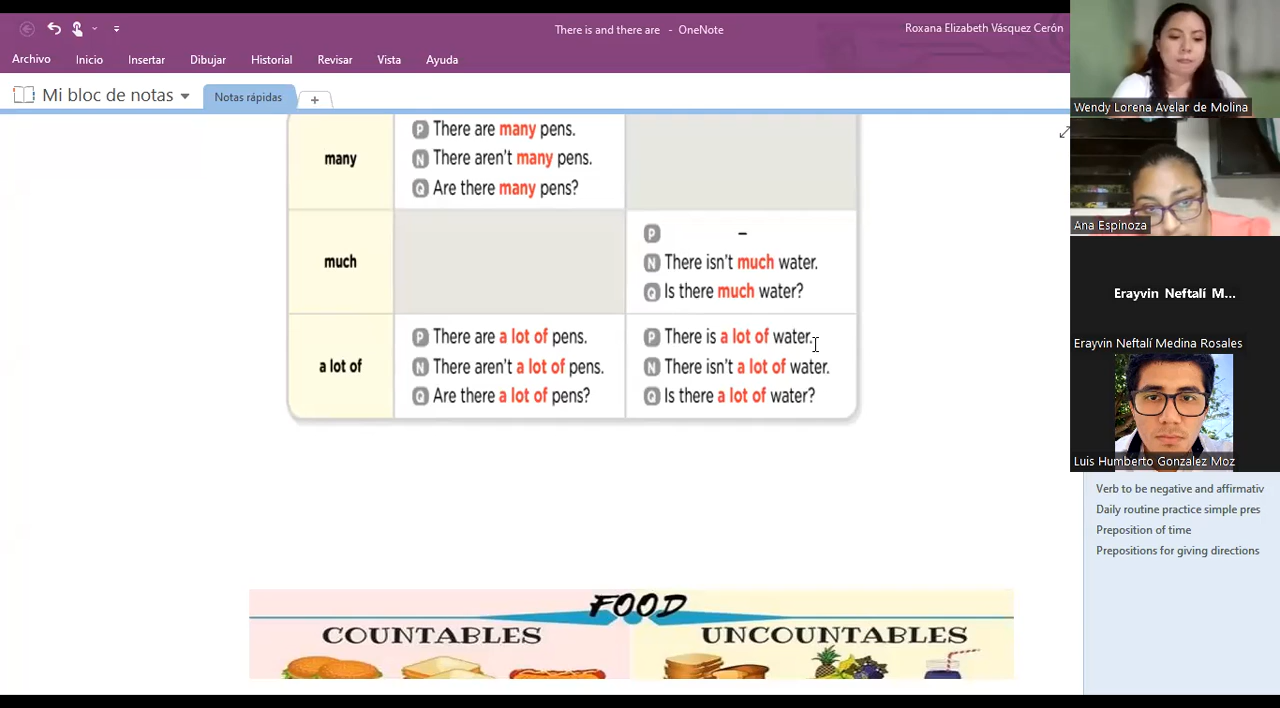 There is and there are - OneNote
Roxana Elizabeth Vásquez Cerón
Archivo Inicio Insertar Dibujar Historial Revisar Vista Ayuda
Mi bloc de notas
Notas rápidas
+
many
P There are many pens.
N There aren't many pens.
Q Are there many pens?
much
P –
N There isn't much water.
Q Is there much water?
a lot of
P There are a lot of pens.
N There aren't a lot of pens.
Q Are there a lot of pens?
P There is a lot of water.
N There isn't a lot of water.
Q Is there a lot of water?
FOOD
COUNTABLES
UNCOUNTABLES
Wendy Lorena Avelar de Molina
Ana Espinoza
Erayvin Neftalí M...
Erayvin Neftalí Medina Rosales
Luis Humberto Gonzalez Moz
Verb to be negative and affirmativ
Daily routine practice simple pres
Preposition of time
Prepositions for giving directions